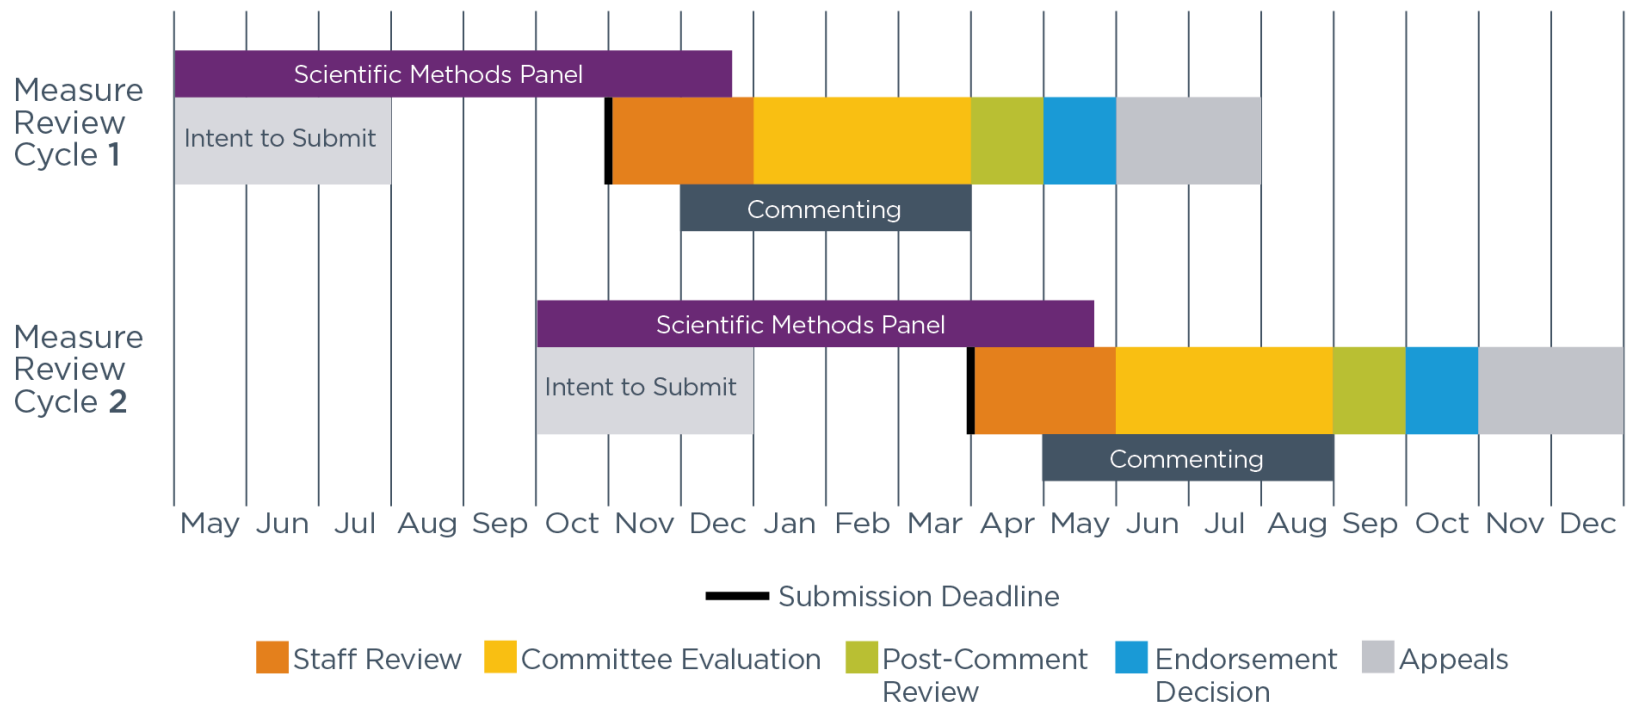 Scientific Methods Panel
Measure
Review
Cycle 1
Intent to Submit
Commenting
Scientific Methods Panel
Measure
Review
Cycle 2
Intent to Submit
Commenting
May Jun Jul Aug Sep Oct Nov Dec Jan Feb Mar Apr May Jun Jul Aug Sep Oct Nov Dec
Submission Deadline
Staff Review Committee Evaluation Post-Comment Endorsement Appeals
Review Decision